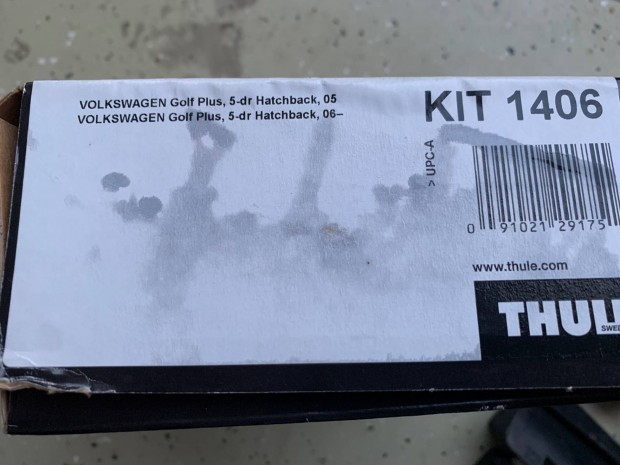 VOLKSWAGEN Golf Plus, 5-dr Hatchback, 05
VOLKSWAGEN Golf Plus, 5-dr Hatchback, 06–
KIT 1406
> UPC-A
0 91021 29175
www.thule.com
THUL
SWED